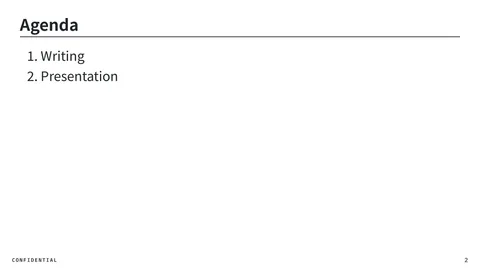 Agenda
1. Writing
2. Presentation
CONFIDENTIAL
2